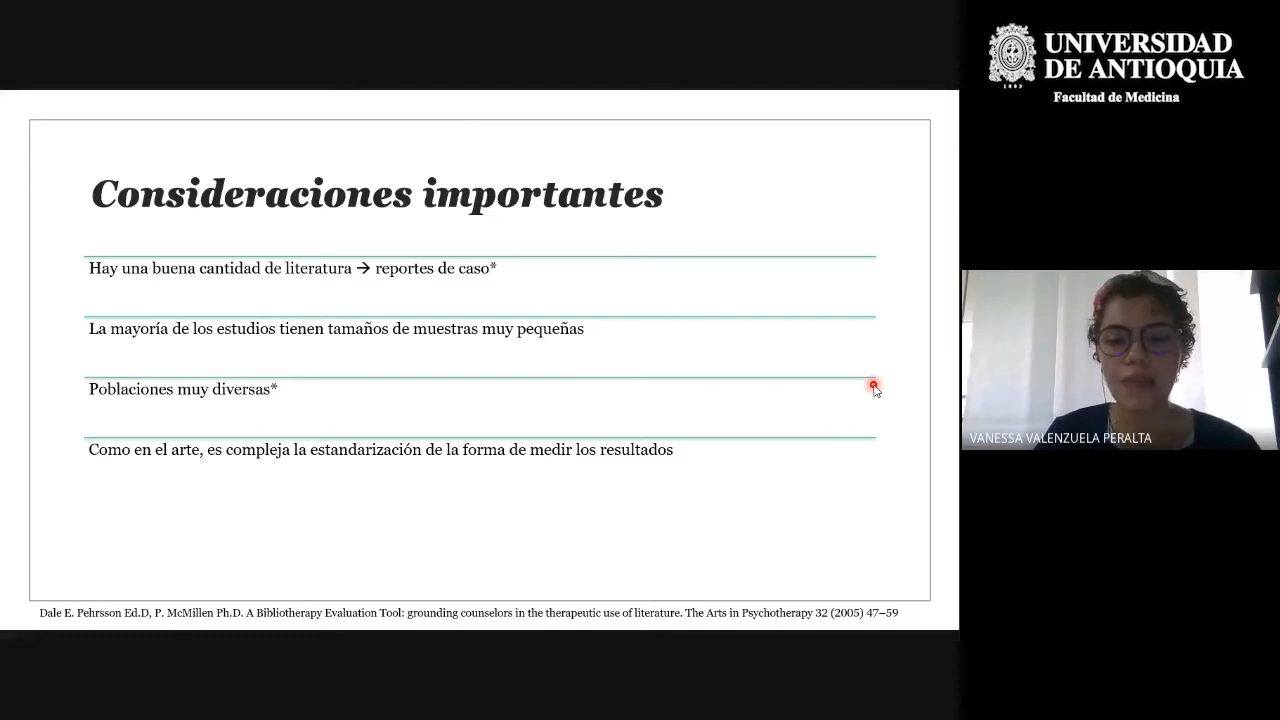 UNIVERSIDAD
DE ANTIOQUIA
1803
Facultad de Medicina
Consideraciones importantes
Hay una buena cantidad de literatura → reportes de caso*
La mayoría de los estudios tienen tamaños de muestras muy pequeñas
Poblaciones muy diversas*
Como en el arte, es compleja la estandarización de la forma de medir los resultados
Dale E. Pehrsson Ed.D, P. McMillen Ph.D. A Bibliotherapy Evaluation Tool: grounding counselors in the therapeutic use of literature. The Arts in Psychotherapy 32 (2005) 47–59
VANESSA VALENZUELA PERALTA